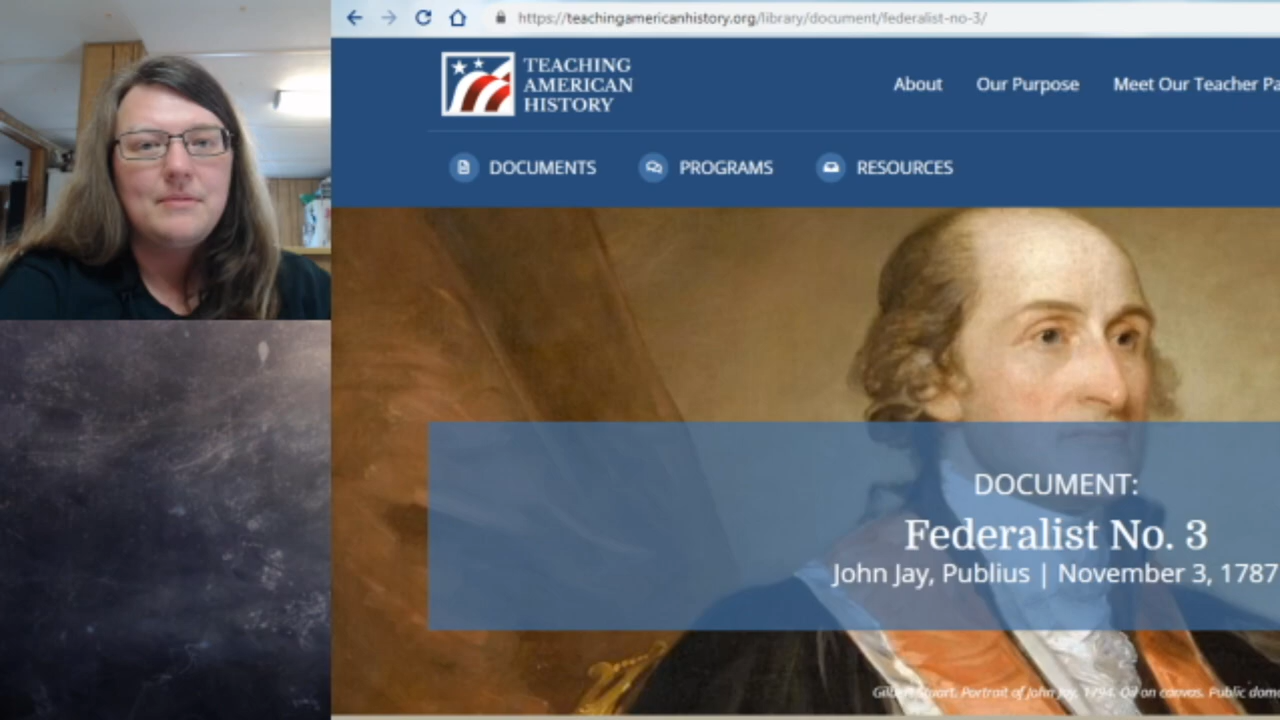 https://teachingamericanhistory.org/library/document/federalist-no-3/
TEACHING
AMERICAN
HISTORY
About Our Purpose Meet Our Teacher
DOCUMENTS PROGRAMS RESOURCES
DOCUMENT:
Federalist No. 3
John Jay, Publius | November 3, 1787
Gilbert Stuart. Portrait of John Jay. 1794. Oil on canvas. Public